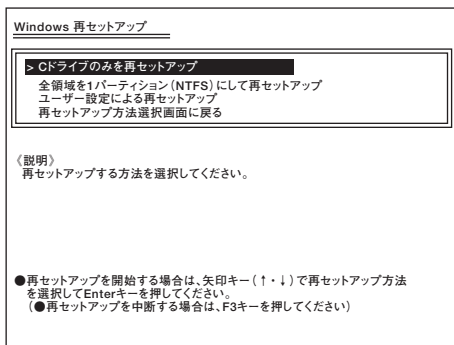 Windows 再セットアップ
> Cドライブのみを再セットアップ
全領域を1パーティション(NTFS)にして再セットアップ
ユーザー設定による再セットアップ
再セットアップ方法選択画面に戻る
《説明》
再セットアップする方法を選択してください。
●再セットアップを開始する場合は、矢印キー(↑・↓)で再セットアップ方法
を選択してEnterキーを押してください。
(●再セットアップを中断する場合は、F3キーを押してください)